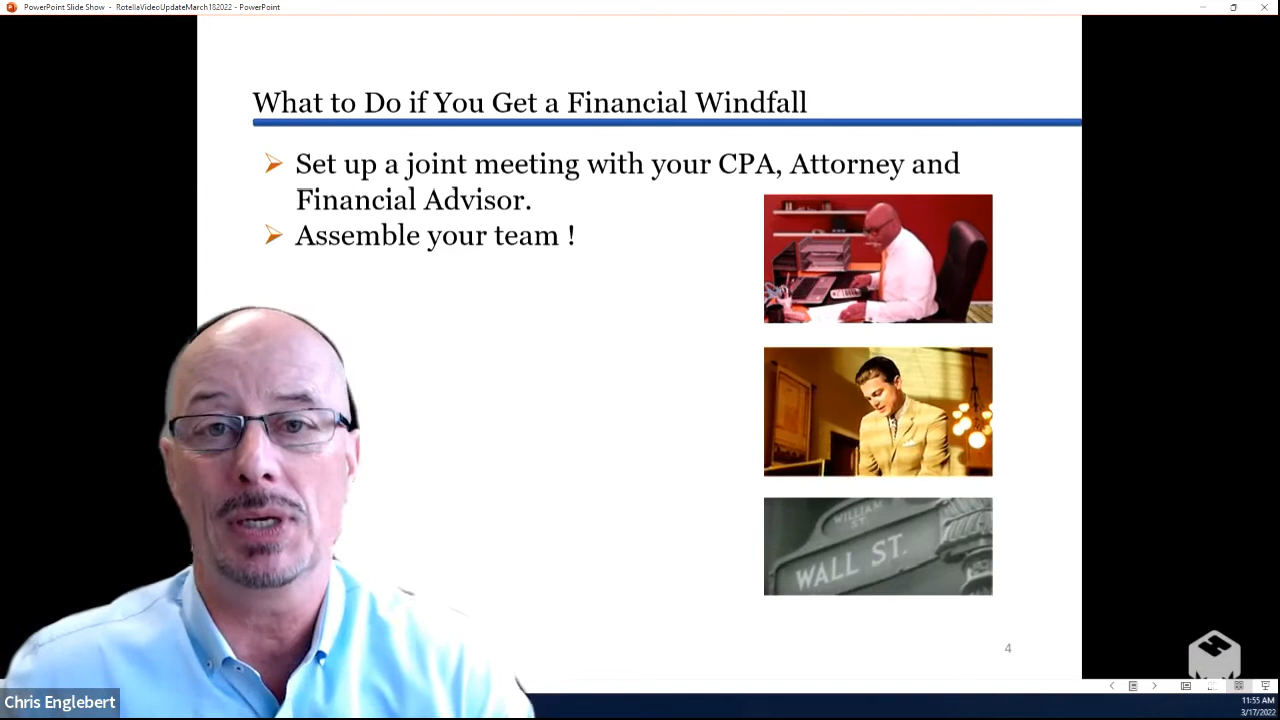 PowerPoint Slide Show - RotellaVideoUpdateMarch182022 - PowerPoint
What to Do if You Get a Financial Windfall
Set up a joint meeting with your CPA, Attorney and
Financial Advisor.
Assemble your team !
WILLIAM
ST.
WALL ST.
4
Chris Englebert
11:55 AM
3/17/2022